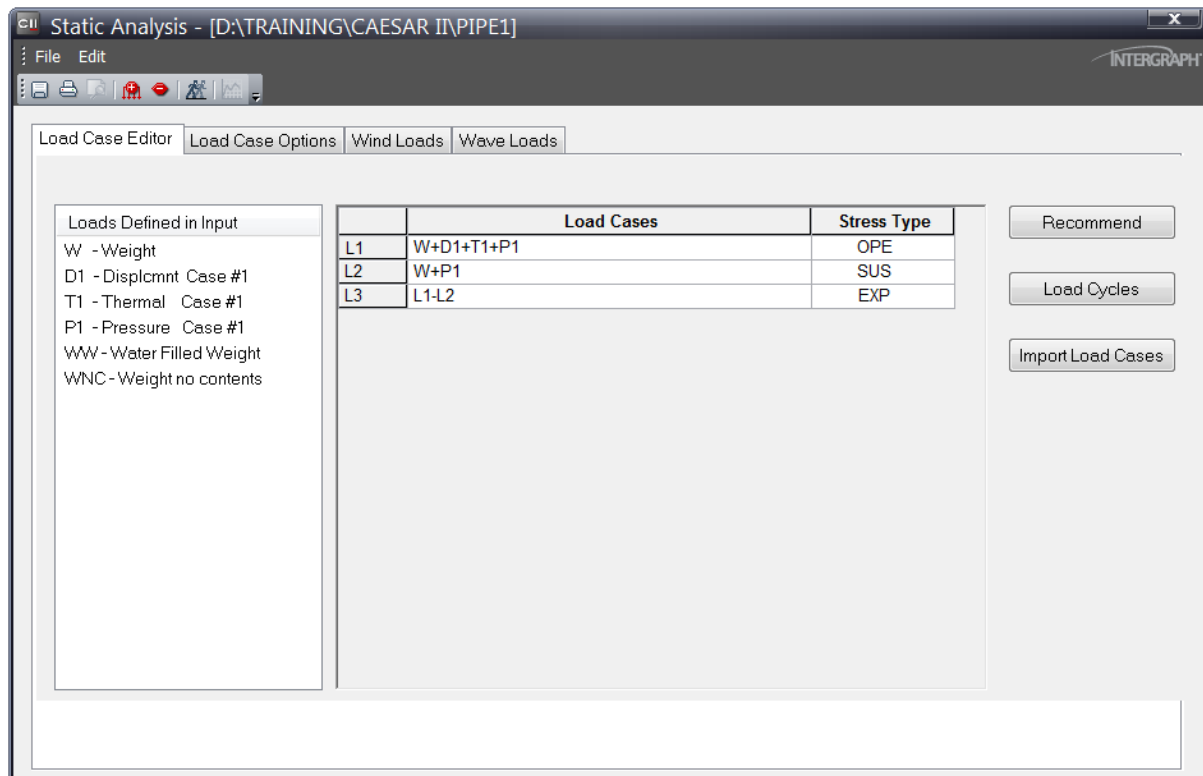 CII Static Analysis - [D:\TRAINING\CAESAR II\PIPE1] x
File Edit
INTERGRAPH
Load Case Editor Load Case Options Wind Loads Wave Loads
Loads Defined in Input
W - Weight
D1 - Displcmnt Case #1
T1 - Thermal Case #1
P1 - Pressure Case #1
WW - Water Filled Weight
WNC - Weight no contents
Load Cases Stress Type
L1 W+D1+T1+P1 OPE
L2 W+P1 SUS
L3 L1-L2 EXP
Recommend
Load Cycles
Import Load Cases